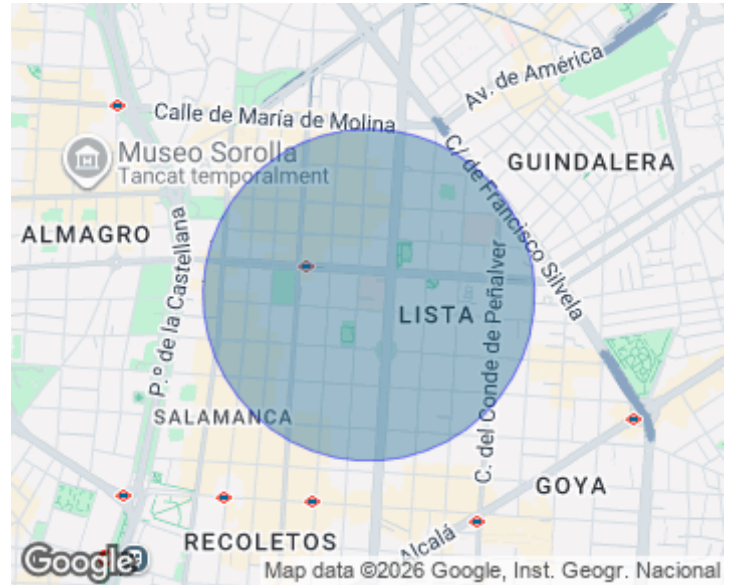 Av. de América
Calle de María de Molina
Museo Sorolla
Tancat temporalment
C/ de Francisco Silvela
GUINDALERA
ALMAGRO
P.º de la Castellana
LISTA
C. del Conde de Peñalver
SALAMANCA
GOYA
RECOLETOS
Alcalá
Google
Map data ©2026 Google, Inst. Geogr. Nacional